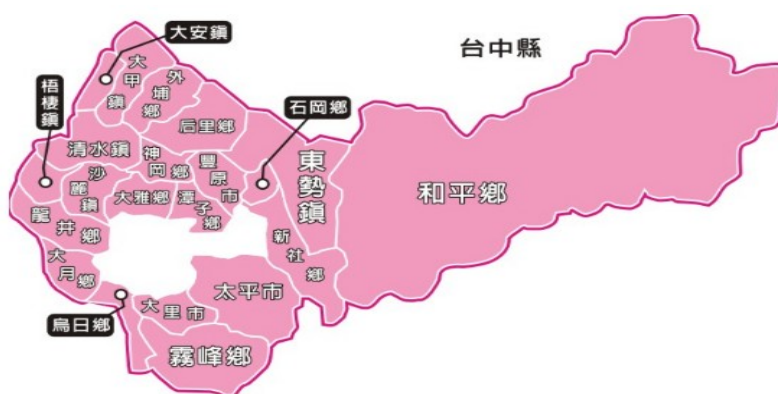 大安鎮
台中縣
大甲鎮
外埔鄉
梧棲鎮
石岡鄉
后里鄉
清水鎮
神岡鄉
豐原市
東勢鎮
沙麗鎮
和平鄉
大雅鄉
潭子鄉
龍井鄉
新社鄉
大月鄉
太平市
大里市
烏日鄉
霧峰鄉